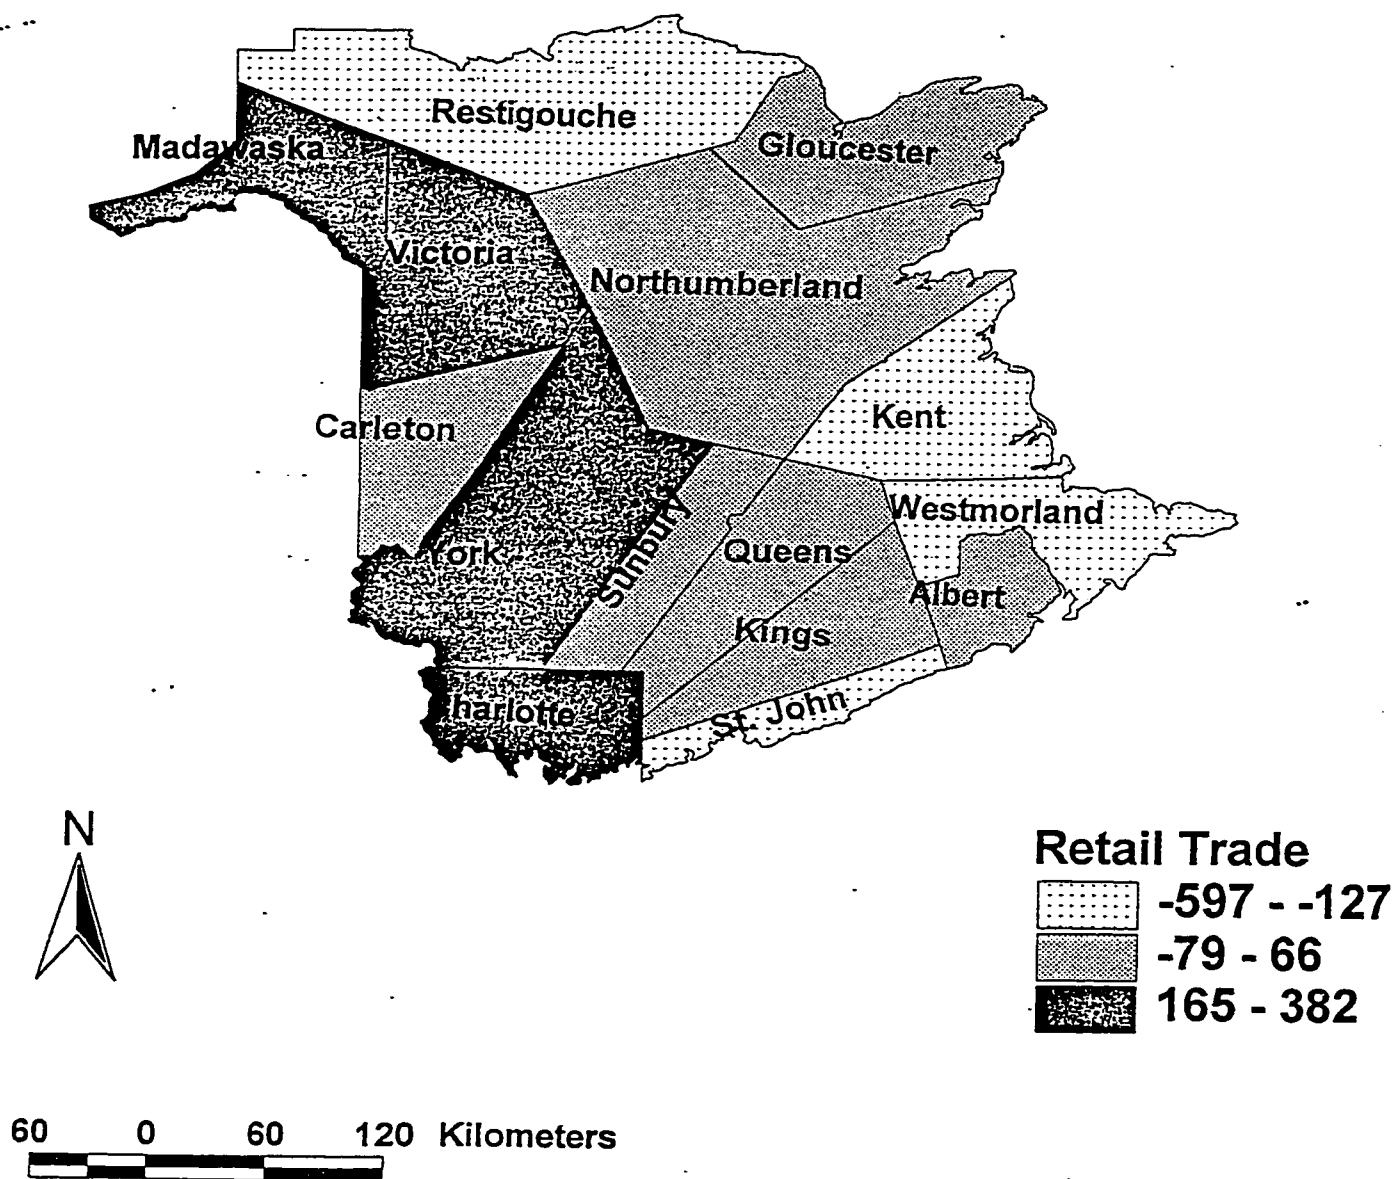 Restigouche
Madawaska
Gloucester
Victoria
Northumberland
Carleton
Kent
Westmorland
York
Sunbury
Queens
Albert
Kings
harlotte
St. John
N
Retail Trade
-597 - -127
-79 - 66
165 - 382
60 0 60 120 Kilometers